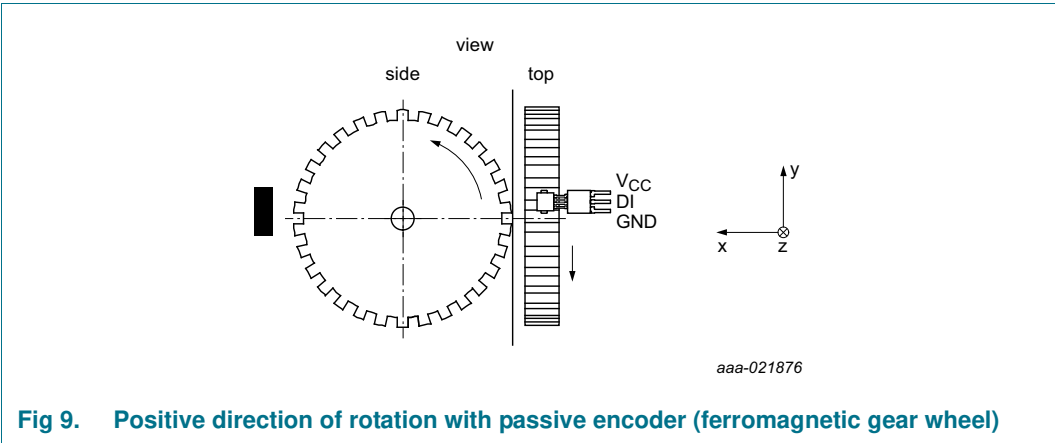 view
side top
VCC
DI
GND
y
x z
aaa-021876
Fig 9. Positive direction of rotation with passive encoder (ferromagnetic gear wheel)